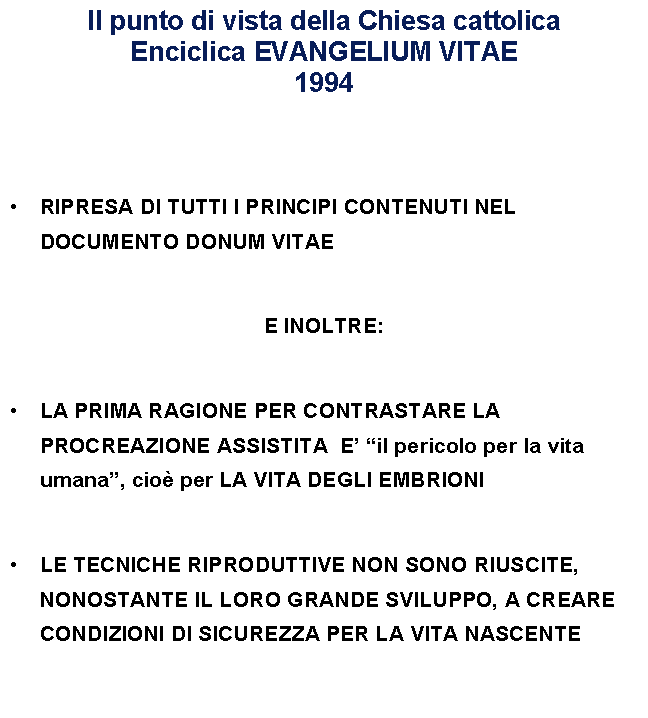 Il punto di vista della Chiesa cattolica
Enciclica EVANGELIUM VITAE
1994
• RIPRESA DI TUTTI I PRINCIPI CONTENUTI NEL
DOCUMENTO DONUM VITAE
E INOLTRE:
• LA PRIMA RAGIONE PER CONTRASTARE LA
PROCREAZIONE ASSISTITA E’ “il pericolo per la vita
umana”, cioè per LA VITA DEGLI EMBRIONI
• LE TECNICHE RIPRODUTTIVE NON SONO RIUSCITE,
NONOSTANTE IL LORO GRANDE SVILUPPO, A CREARE
CONDIZIONI DI SICUREZZA PER LA VITA NASCENTE